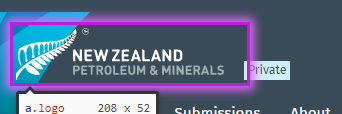 NEW ZEALAND
PETROLEUM & MINERALS
Private
a.logo 208 x 52
Submissions About